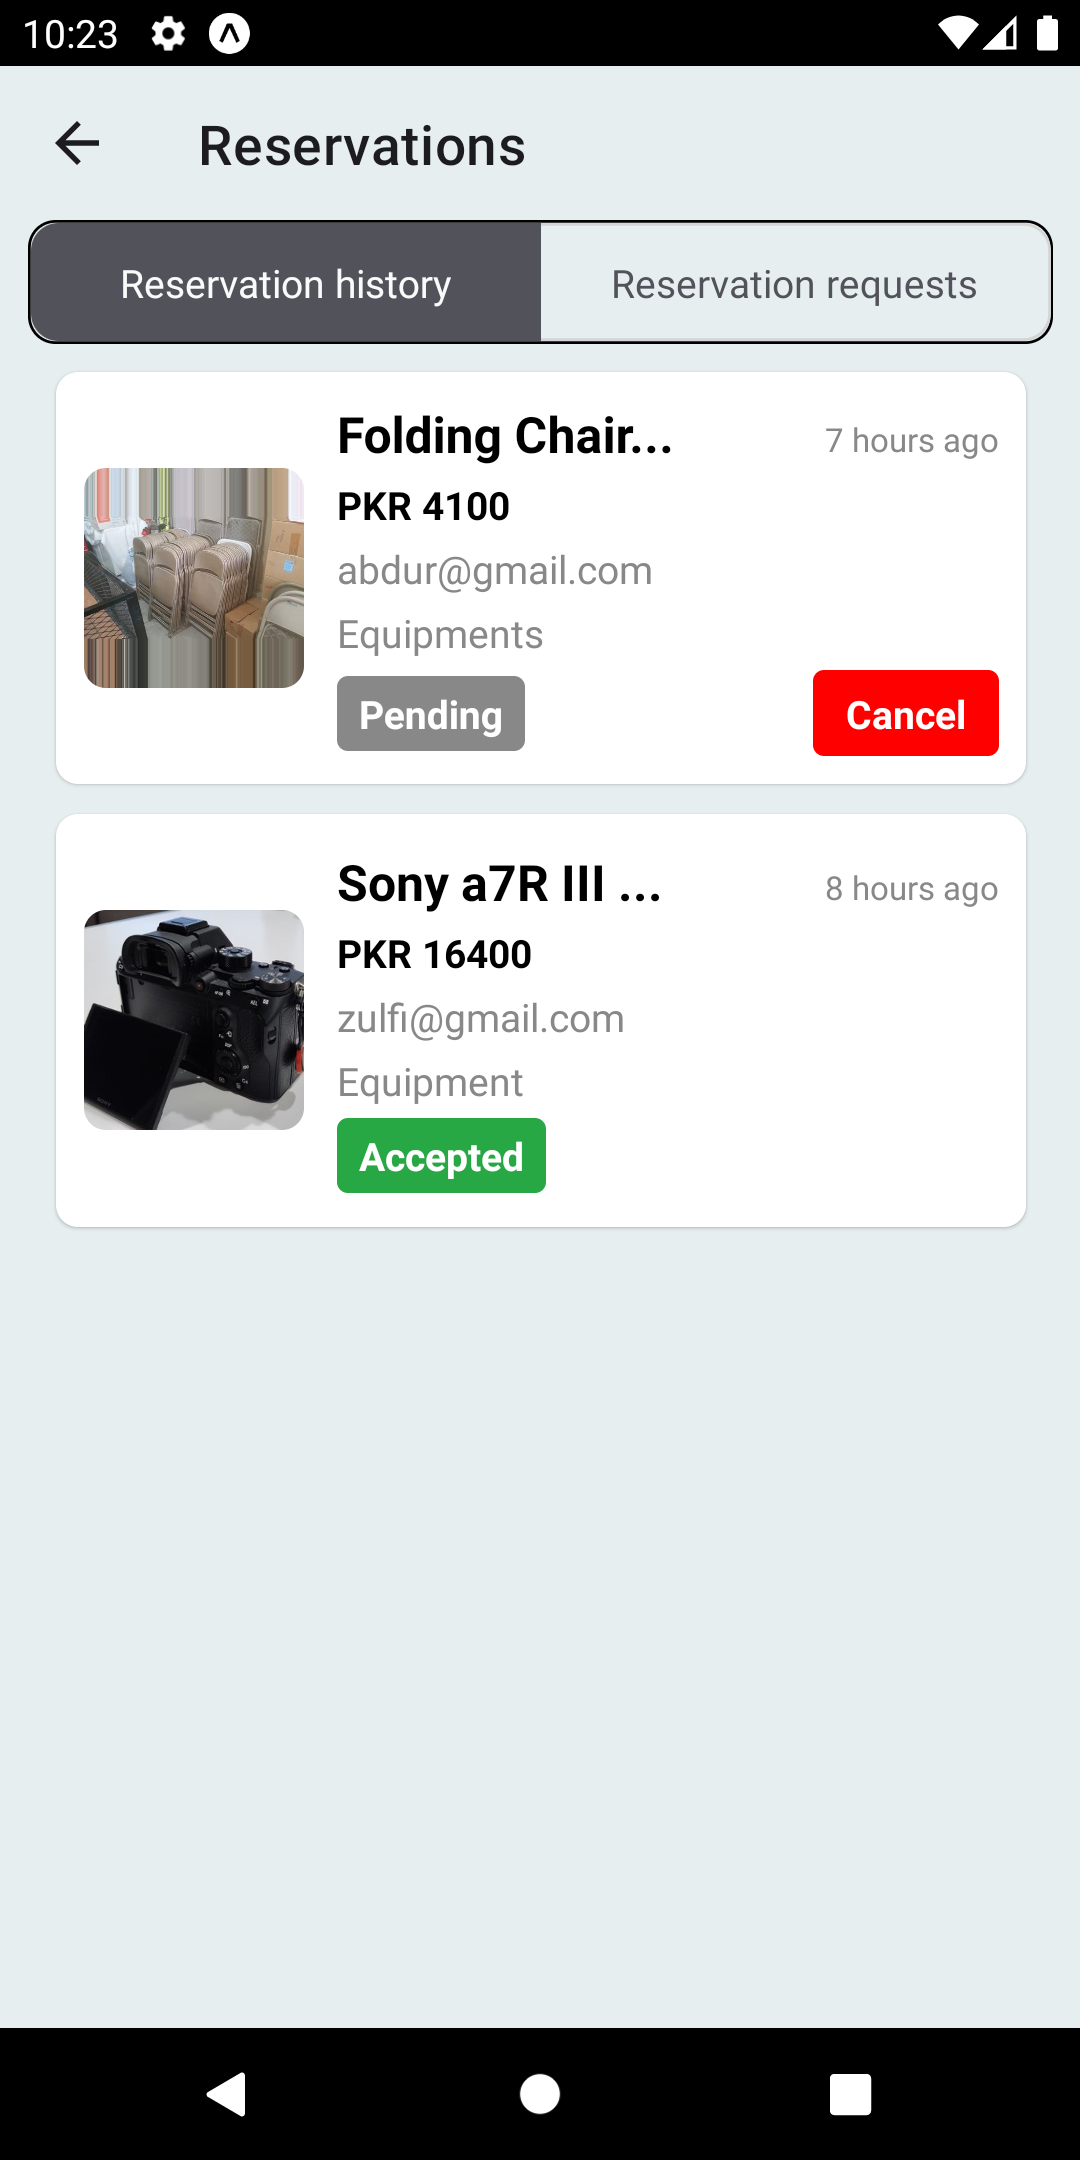 10:23
Reservations
Reservation history
Reservation requests
Folding Chair...
7 hours ago
PKR 4100
abdur@gmail.com
Equipments
Pending
Cancel
Sony a7R III ...
8 hours ago
PKR 16400
zulfi@gmail.com
Equipment
Accepted